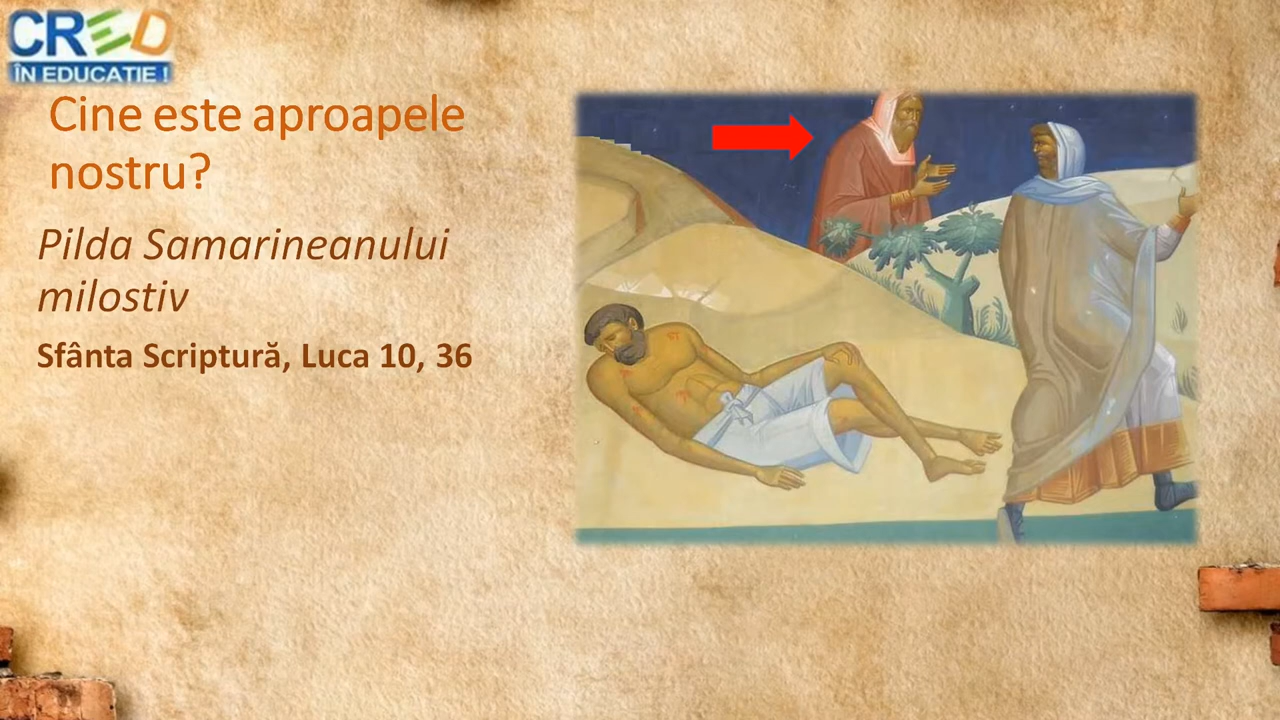 CRED
ÎN EDUCAȚIE !
Cine este aproapele
nostru?
Pilda Samarineanului
milostiv
Sfânta Scriptură, Luca 10, 36